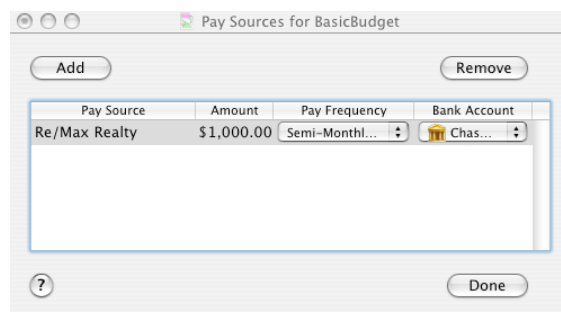 Pay Sources for BasicBudget
Add Remove
Pay Source Amount Pay Frequency Bank Account
Re/Max Realty $1,000.00 Semi-Monthl... Chas...
? Done